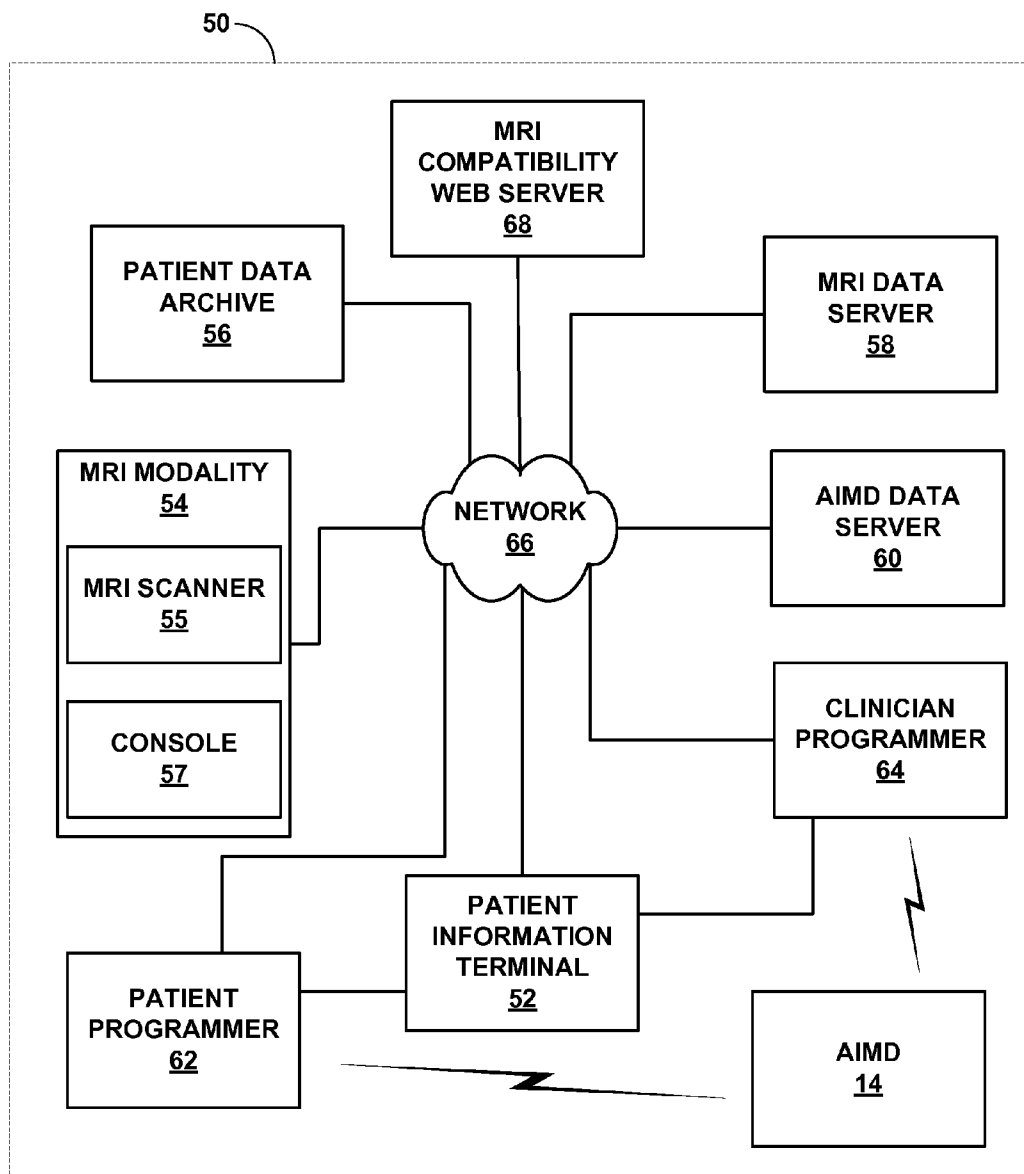 50
MRI
COMPATIBILITY
WEB SERVER
68
PATIENT DATA
ARCHIVE
56
MRI DATA
SERVER
58
MRI MODALITY
54
MRI SCANNER
55
CONSOLE
57
NETWORK
66
AIMD DATA
SERVER
60
CLINICIAN
PROGRAMMER
64
PATIENT
INFORMATION
TERMINAL
52
PATIENT
PROGRAMMER
62
AIMD
14